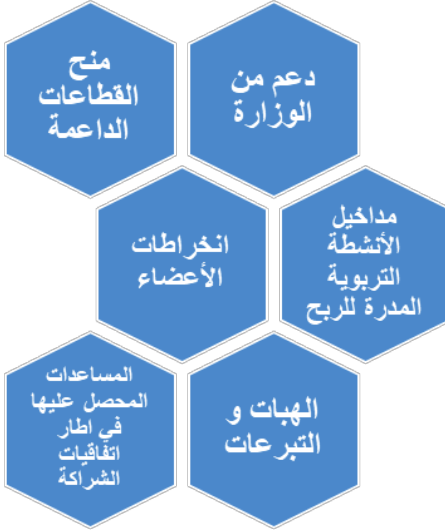 دعم من
الوزارة
منح
القطاعات
الداعمة
مداخيل
الأنشطة
التربوية
المدرة للربح
انخراطات
الأعضاء
الهبات و
التبرعات
المساعدات
المحصل عليها
في اطار
اتفاقيات
الشراكة